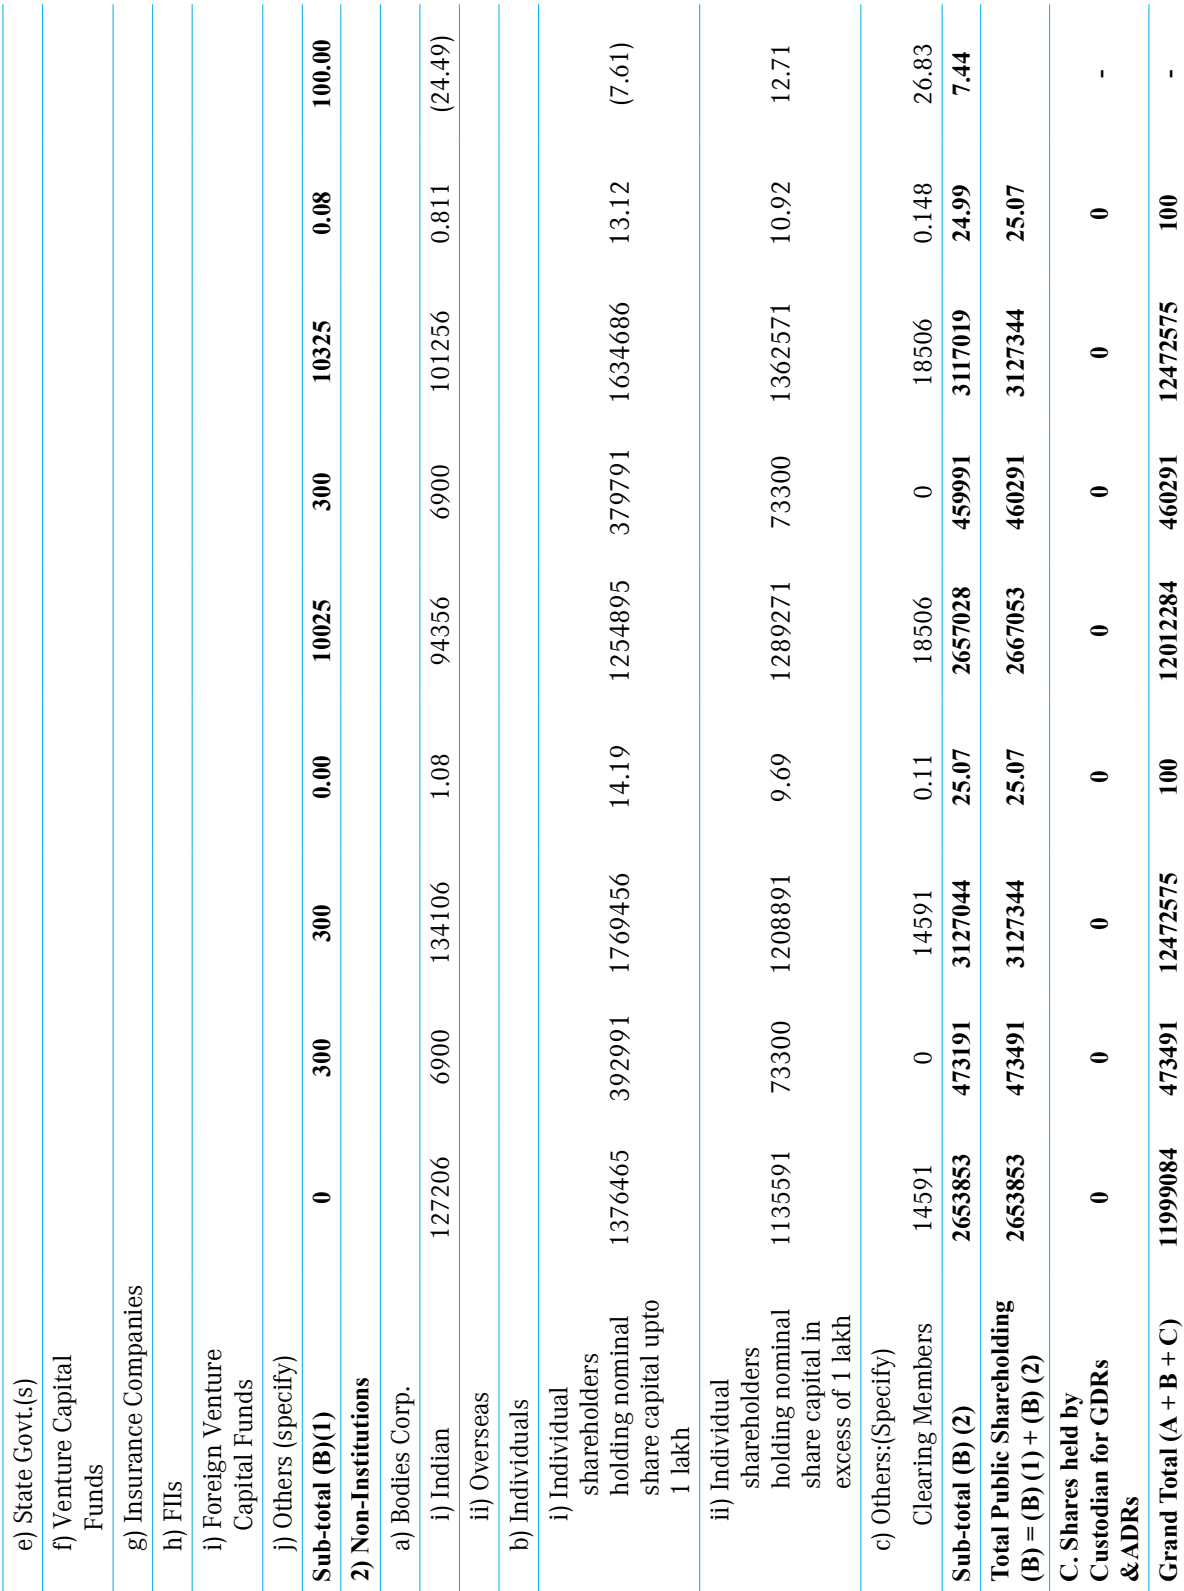 e) State Govt.(s)
f) Venture Capital
Funds
g) Insurance Companies
h) FIIs
i) Foreign Venture
Capital Funds
j) Others (specify)
Sub-total (B)(1) 0 300 300 0.00 10025 300 10325 0.08 100.00
2) Non-Institutions
a) Bodies Corp.
i) Indian 127206 6900 134106 1.08 94356 6900 101256 0.811 (24.49)
ii) Overseas
b) Individuals
i) Individual
shareholders
holding nominal 1376465 392991 1769456 14.19 1254895 379791 1634686 13.12 (7.61)
share capital upto
1 lakh
ii) Individual
shareholders
holding nominal 1135591 73300 1208891 9.69 1289271 73300 1362571 10.92 12.71
share capital in
excess of 1 lakh
c) Others:(Specify)
Clearing Members 14591 0 14591 0.11 18506 0 18506 0.148 26.83
Sub-total (B) (2) 2653853 473191 3127044 25.07 2657028 459991 3117019 24.99 7.44
Total Public Shareholding
(B) = (B) (1) + (B) (2) 2653853 473491 3127344 25.07 2667053 460291 3127344 25.07
C. Shares held by
Custodian for GDRs 0 0 0 0 0 0 0 0 -
&ADRs
Grand Total (A + B + C) 11999084 473491 12472575 100 12012284 460291 12472575 100 -